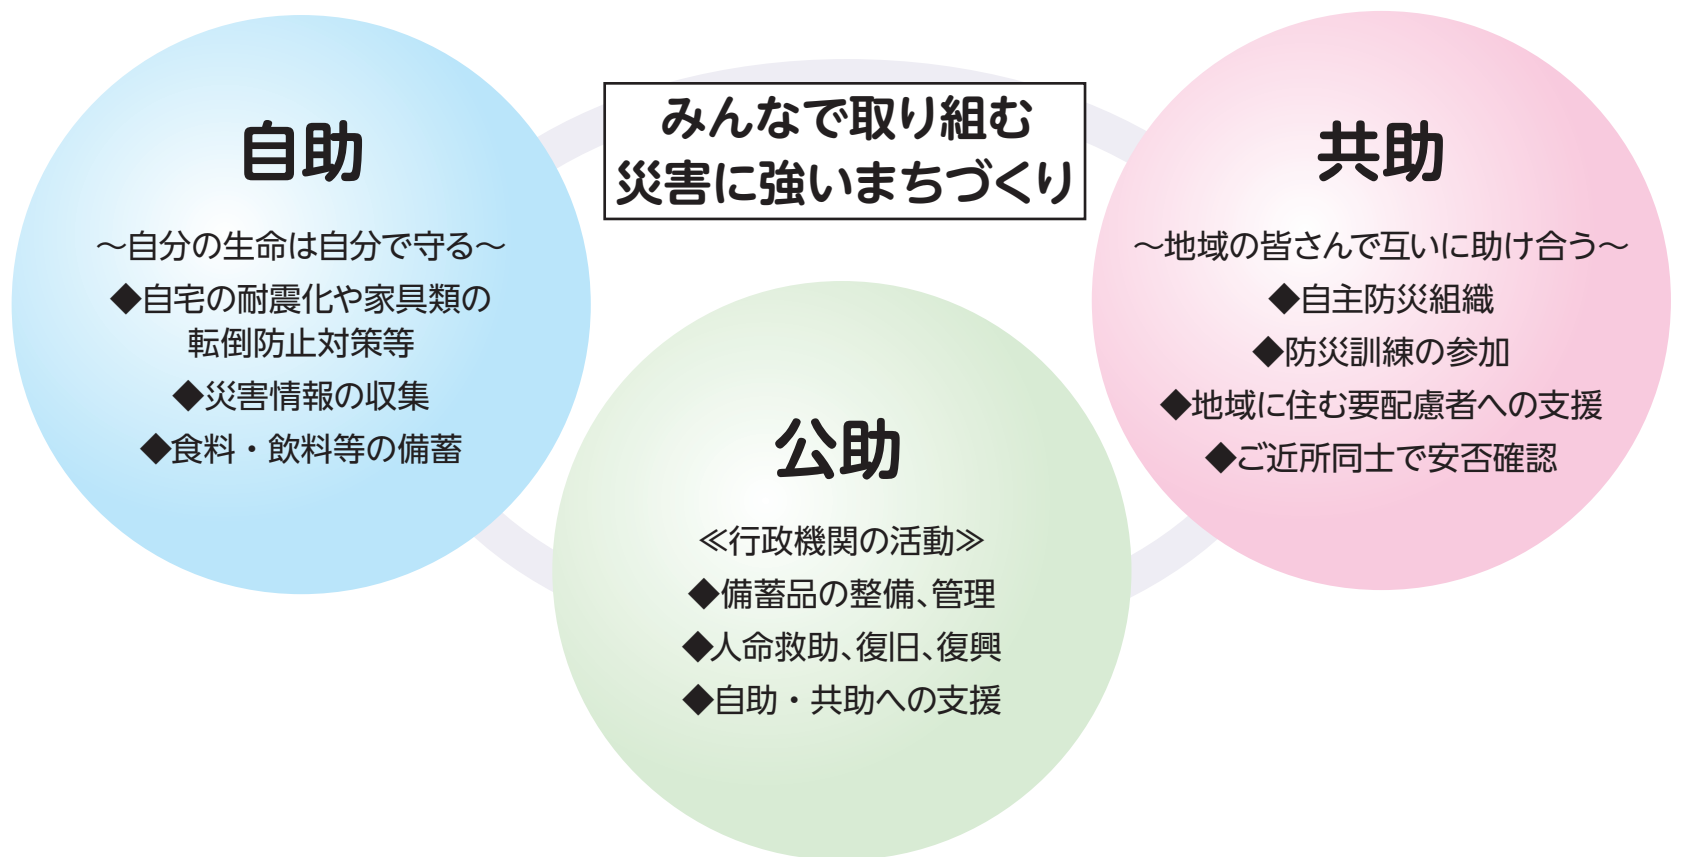 みんなで取り組む
災害に強いまちづくり
自助
～自分の生命は自分で守る～
◆自宅の耐震化や家具類の
転倒防止対策等
◆災害情報の収集
◆食料・飲料等の備蓄
共助
～地域の皆さんで互いに助け合う～
◆自主防災組織
◆防災訓練の参加
◆地域に住む要配慮者への支援
◆ご近所同士で安否確認
公助
≪行政機関の活動≫
◆備蓄品の整備、管理
◆人命救助、復旧、復興
◆自助・共助への支援